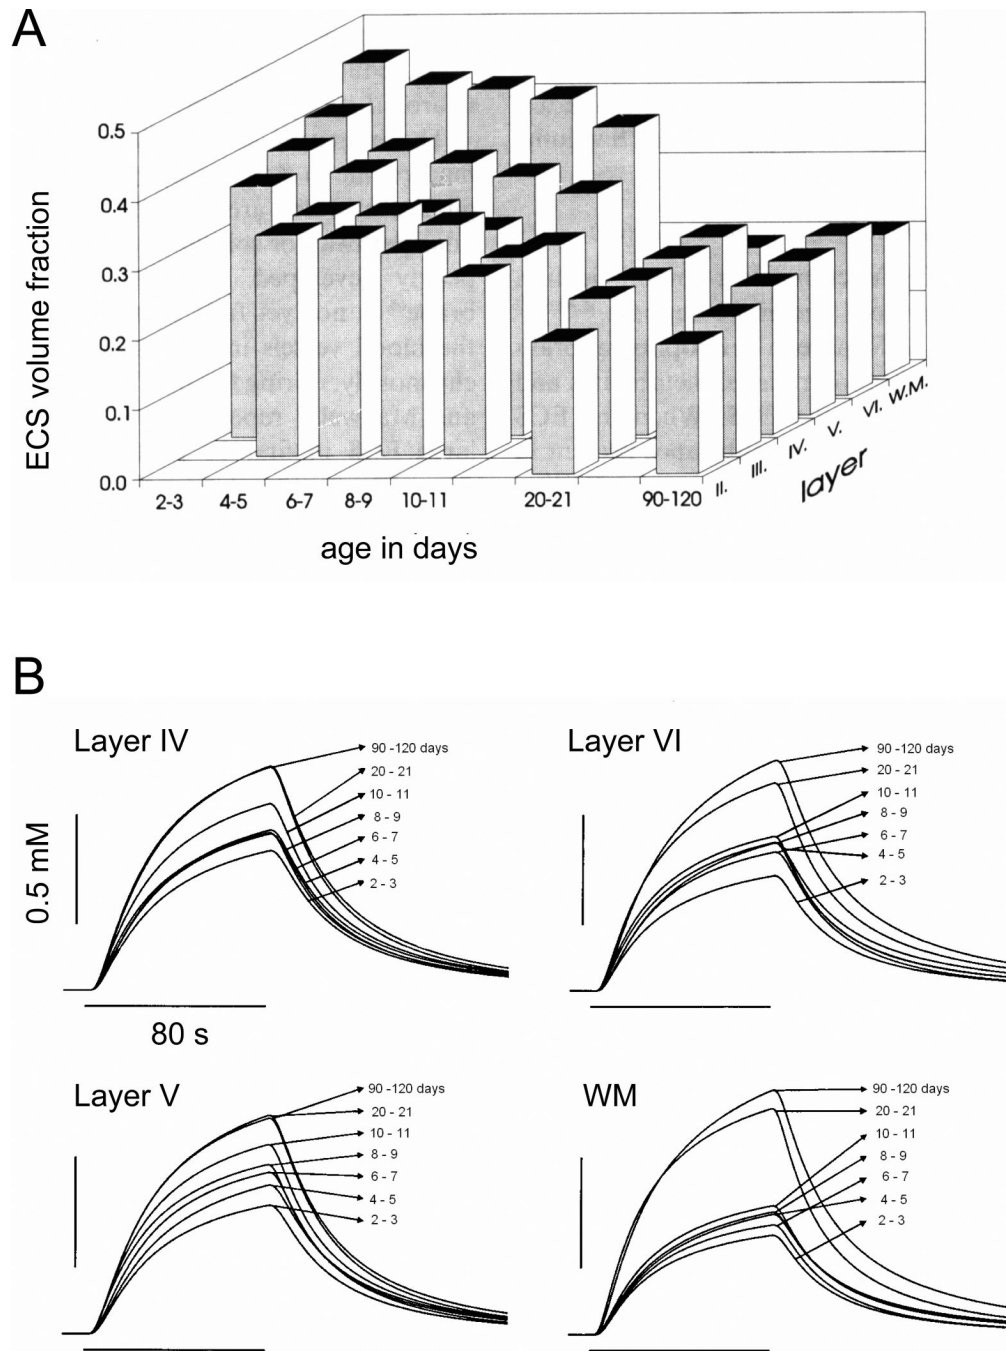 A
ECS volume fraction
0.5
0.4
0.3
0.2
0.1
0.0
2-3 4-5 6-7 8-9 10-11 20-21 90-120
II. III. IV. V. VI. W.M.
layer
age in days
B
Layer IV
90 -120 days
20 - 21
10 - 11
8 - 9
6 - 7
4 - 5
2 - 3
0.5 mM
80 s
Layer VI
90 -120 days
20 - 21
10 - 11
8 - 9
6 - 7
4 - 5
2 - 3
Layer V
90 -120 days
20 - 21
10 - 11
8 - 9
6 - 7
4 - 5
2 - 3
WM
90 -120 days
20 - 21
10 - 11
8 - 9
6 - 7
4 - 5
2 - 3